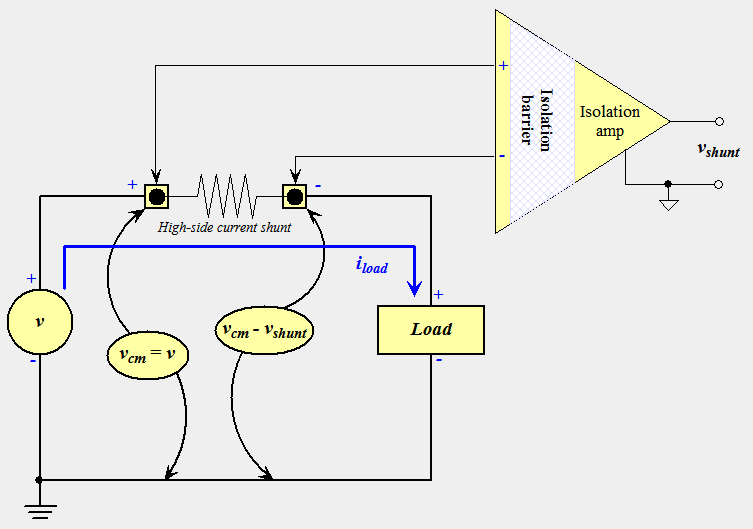 +
Isolation
barrier
Isolation
amp
-
v_shunt
+
-
High-side current shunt
i_load
+
v
-
+
Load
-
v_cm = v
v_cm - v_shunt